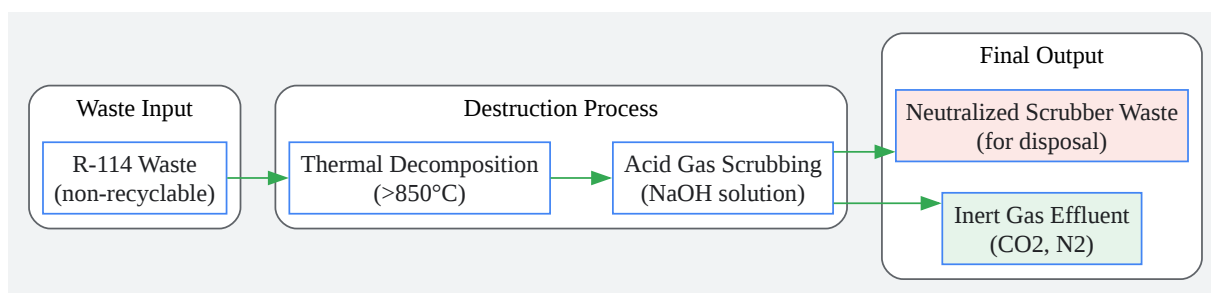 Waste Input
R-114 Waste
(non-recyclable)
Destruction Process
Thermal Decomposition
(>850°C)
Acid Gas Scrubbing
(NaOH solution)
Final Output
Neutralized Scrubber Waste
(for disposal)
Inert Gas Effluent
(CO2, N2)